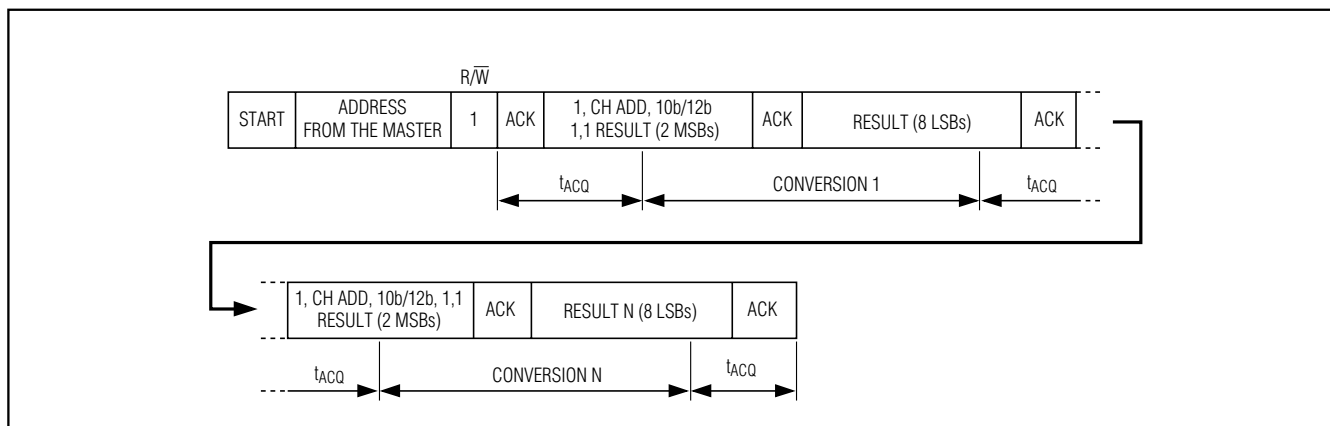 R/W̅
START
ADDRESS
FROM THE MASTER
1
ACK
1, CH ADD, 10b/12b
1,1 RESULT (2 MSBs)
ACK
RESULT (8 LSBs)
ACK
tACQ
CONVERSION 1
tACQ
1, CH ADD, 10b/12b, 1,1
RESULT (2 MSBs)
ACK
RESULT N (8 LSBs)
ACK
tACQ
CONVERSION N
tACQ